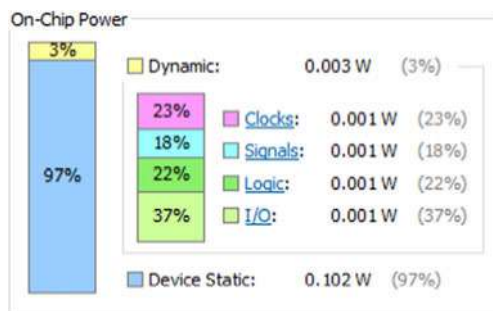 On-Chip Power
3%
97%
Dynamic: 0.003 W (3%)
23% Clocks: 0.001 W (23%)
18% Signals: 0.001 W (18%)
22% Logic: 0.001 W (22%)
37% I/O: 0.001 W (37%)
Device Static: 0.102 W (97%)